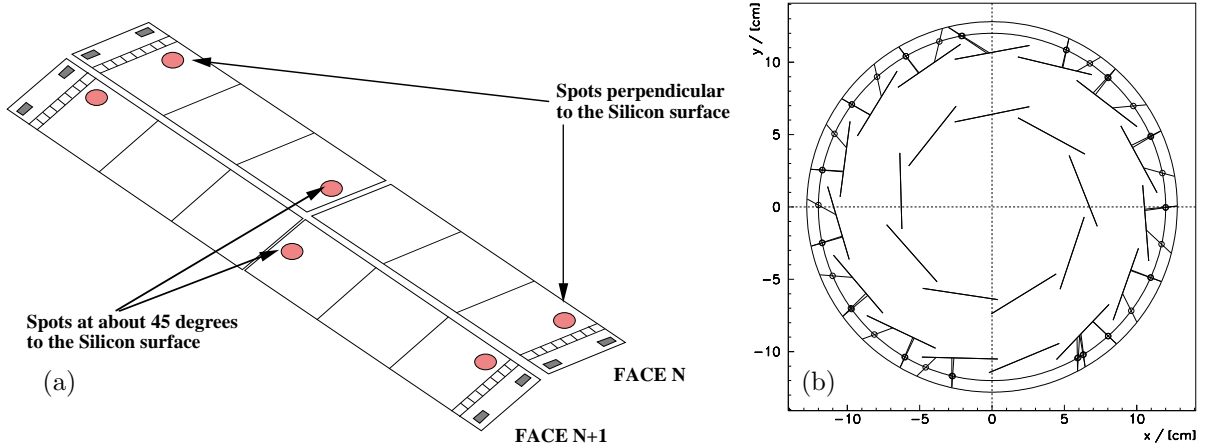 Spots perpendicular
to the Silicon surface
Spots at about 45 degrees
to the Silicon surface
FACE N
FACE N+1
(a)
y / [cm]
10
5
0
−5
−10
−10
−5
0
5
10
x / [cm]
(b)